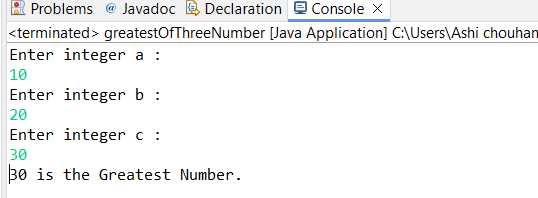 Problems @ Javadoc Declaration Console
<terminated> greatestOfThreeNumber [Java Application] C:\Users\Ashi chouhan
Enter integer a :
10
Enter integer b :
20
Enter integer c :
30
30 is the Greatest Number.